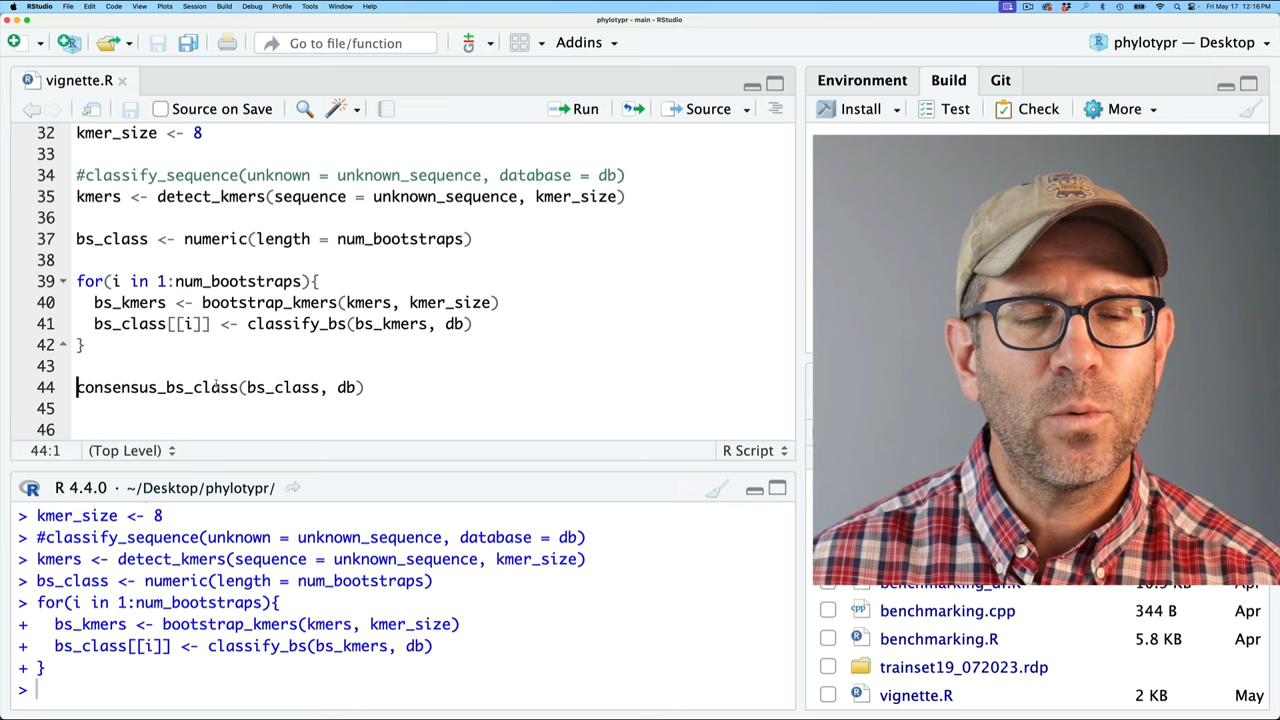 RStudio File Edit Code View Plots Session Build Debug Profile Tools Window Help
Fri May 17 12:16 PM
phylotypr - main - RStudio
Go to file/function
Addins
phylotypr — Desktop
vignette.R
Source on Save
Run
Source
32 kmer_size <- 8
33
34 #classify_sequence(unknown = unknown_sequence, database = db)
35 kmers <- detect_kmers(sequence = unknown_sequence, kmer_size)
36
37 bs_class <- numeric(length = num_bootstraps)
38
39 for(i in 1:num_bootstraps){
40 bs_kmers <- bootstrap_kmers(kmers, kmer_size)
41 bs_class[[i]] <- classify_bs(bs_kmers, db)
42 }
43
44 consensus_bs_class(bs_class, db)
45
46
44:1 (Top Level) R Script
R 4.4.0 · ~/Desktop/phylotypr/
> kmer_size <- 8
> #classify_sequence(unknown = unknown_sequence, database = db)
> kmers <- detect_kmers(sequence = unknown_sequence, kmer_size)
> bs_class <- numeric(length = num_bootstraps)
> for(i in 1:num_bootstraps){
+ bs_kmers <- bootstrap_kmers(kmers, kmer_size)
+ bs_class[[i]] <- classify_bs(bs_kmers, db)
+ }
>
Environment Build Git
Install Test Check More
benchmarking.cpp 344 B Apr
benchmarking.R 5.8 KB Apr
trainset19_072023.rdp
vignette.R 2 KB May